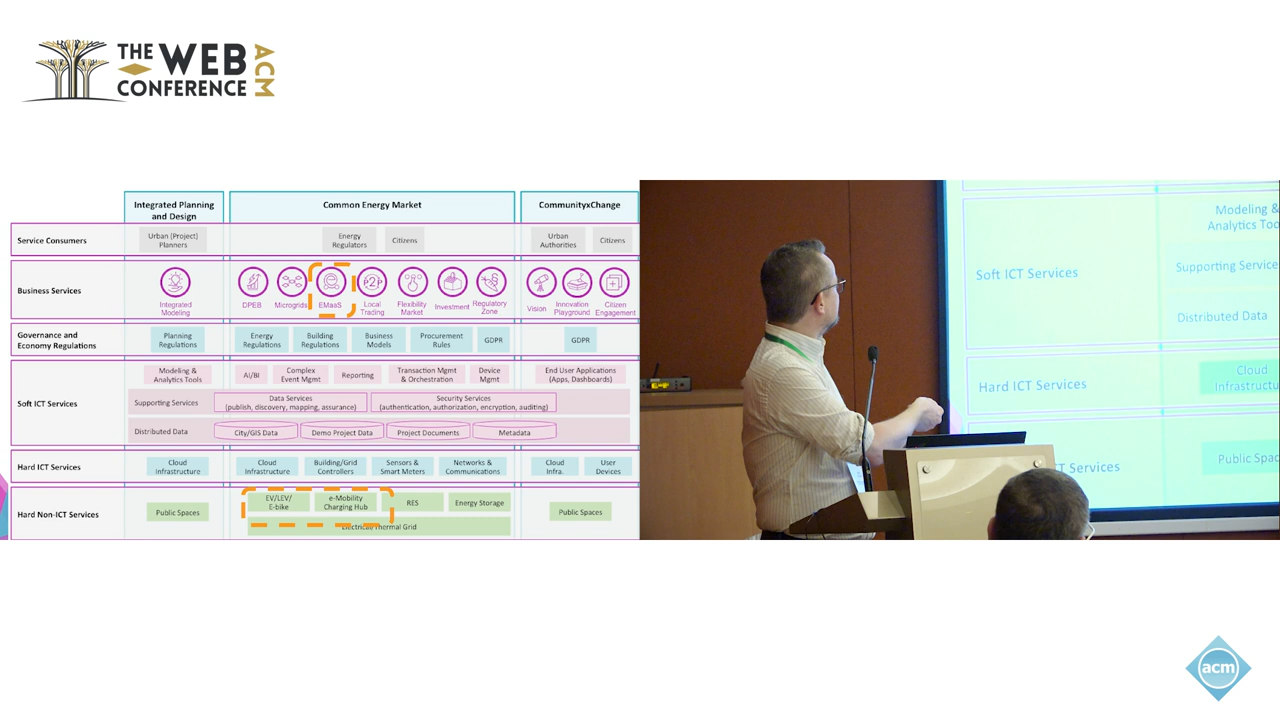 THE WEB
CONFERENCE
ACM
Integrated Planning
and Design
Common Energy Market
CommunityxChange
Service Consumers
Urban (Project)
Planners
Energy
Regulators
Citizens
Urban
Authorities
Citizens
Business Services
Integrated
Modeling
DPEB
Microgrids
EMaaS
P2P
Local
Trading
Flexibility
Market
Investment
Regulatory
Zone
Vision
Innovation
Playground
Citizen
Engagement
Governance and
Economy Regulations
Planning
Regulations
Energy
Regulations
Building
Regulations
Business
Models
Procurement
Rules
GDPR
GDPR
Soft ICT Services
Modeling &
Analytics Tools
AI/BI
Complex
Event Mgmt
Reporting
Transaction Mgmt
& Orchestration
Device
Mgmt
End User Applications
(Apps, Dashboards)
Supporting Services
Data Services
(publish, discovery, mapping, assurance)
Security Services
(authentication, authorization, encryption, auditing)
Distributed Data
City/GIS Data
Demo Project Data
Project Documents
Metadata
Hard ICT Services
Cloud
Infrastructure
Cloud
Infrastructure
Building/Grid
Controllers
Sensors &
Smart Meters
Networks &
Communications
Cloud
Infra.
User
Devices
Hard Non-ICT Services
Public Spaces
EV/LEV/
E-bike
e-Mobility
Charging Hub
RES
Energy Storage
Electrical/Thermal Grid
Public Spaces
Modeling &
Analytics Too
Soft ICT Services
Supporting Service
Distributed Data
Hard ICT Services
Cloud
Infrastructu
T Services
Public Spac
acm